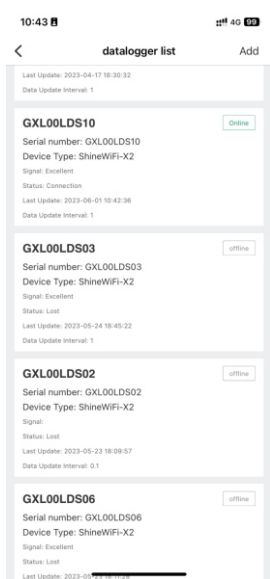 10:43
4G 99
datalogger list
Add
Last Update: 2023-04-17 18:30:32
Data Update Interval: 1
GXL00LDS10
Online
Serial number: GXL00LDS10
Device Type: ShineWiFi-X2
Signal: Excellent
Status: Connection
Last Update: 2023-06-01 10:42:36
Data Update Interval: 1
GXL00LDS03
offline
Serial number: GXL00LDS03
Device Type: ShineWiFi-X2
Signal: Excellent
Status: Lost
Last Update: 2023-05-24 18:45:22
Data Update Interval: 1
GXL00LDS02
offline
Serial number: GXL00LDS02
Device Type: ShineWiFi-X2
Signal:
Status: Lost
Last Update: 2023-05-23 18:09:57
Data Update Interval: 0.1
GXL00LDS06
offline
Serial number: GXL00LDS06
Device Type: ShineWiFi-X2
Signal: Excellent
Status: Lost
Last Update: